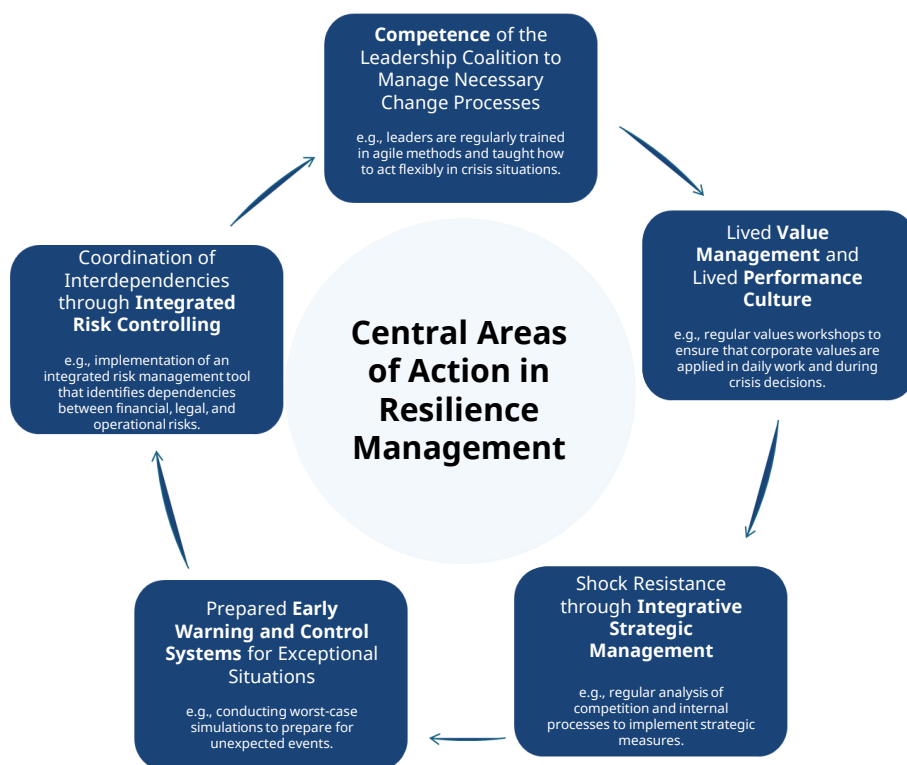 Competence of the
Leadership Coalition to
Manage Necessary
Change Processes
e.g., leaders are regularly trained
in agile methods and taught how
to act flexibly in crisis situations.
Lived Value
Management and
Lived Performance
Culture
e.g., regular values workshops to
ensure that corporate values are
applied in daily work and during
crisis decisions.
Shock Resistance
through Integrative
Strategic
Management
e.g., regular analysis of
competition and internal
processes to implement strategic
measures.
Prepared Early
Warning and Control
Systems for Exceptional
Situations
e.g., conducting worst-case
simulations to prepare for
unexpected events.
Coordination of
Interdependencies
through Integrated
Risk Controlling
e.g., implementation of an
integrated risk management tool
that identifies dependencies
between financial, legal, and
operational risks.
Central Areas
of Action in
Resilience
Management